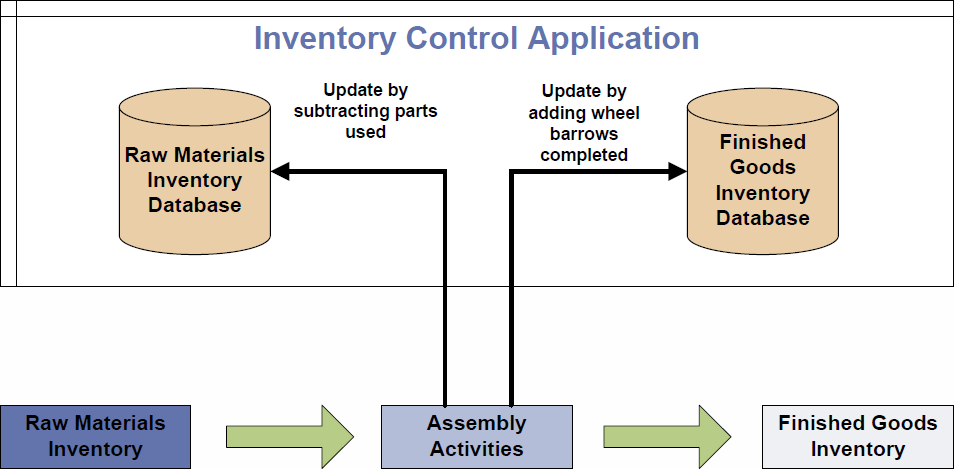 Inventory Control Application
Update by
subtracting parts
used
Update by
adding wheel
barrows
completed
Raw Materials
Inventory
Database
Finished
Goods
Inventory
Database
Raw Materials
Inventory
Assembly
Activities
Finished Goods
Inventory